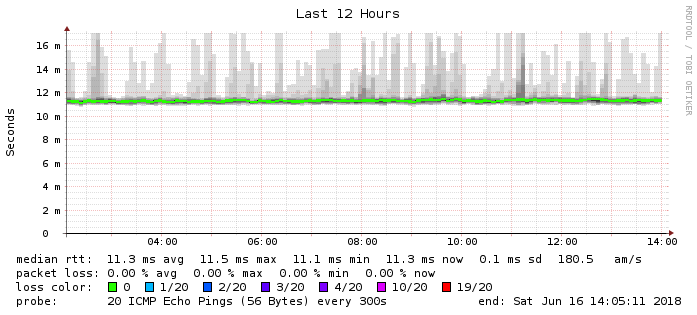 Last 12 Hours
RRDTOOL / TOBI OETIKER
Seconds
16 m
14 m
12 m
10 m
8 m
6 m
4 m
2 m
0
04:00 06:00 08:00 10:00 12:00 14:00
median rtt: 11.3 ms avg 11.5 ms max 11.1 ms min 11.3 ms now 0.1 ms sd 180.5 am/s
packet loss: 0.00 % avg 0.00 % max 0.00 % min 0.00 % now
loss color: 0 1/20 2/20 3/20 4/20 10/20 19/20
probe: 20 ICMP Echo Pings (56 Bytes) every 300s end: Sat Jun 16 14:05:11 2018